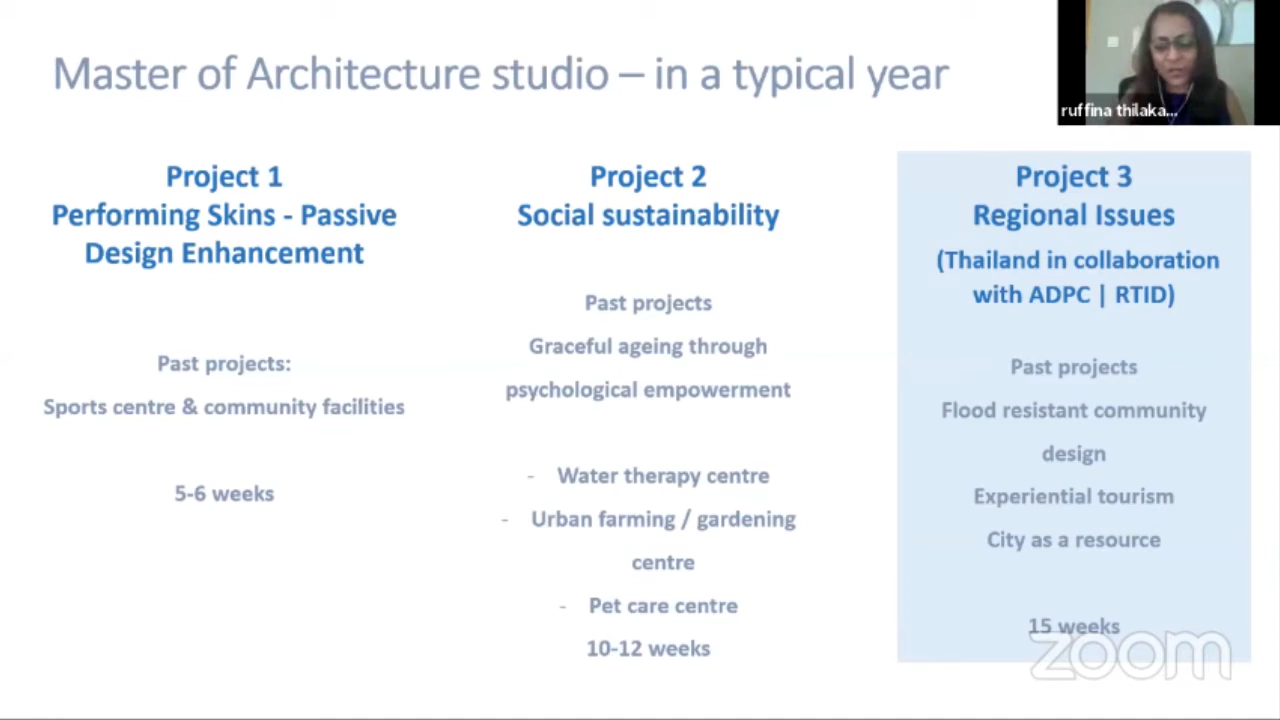 Master of Architecture studio – in a typical year
ruffina thilaka...
Project 1
Performing Skins - Passive
Design Enhancement
Past projects:
Sports centre & community facilities
5-6 weeks
Project 2
Social sustainability
Past projects
Graceful ageing through
psychological empowerment
- Water therapy centre
- Urban farming / gardening
centre
- Pet care centre
10-12 weeks
Project 3
Regional Issues
(Thailand in collaboration
with ADPC | RTID)
Past projects
Flood resistant community
design
Experiential tourism
City as a resource
15 weeks
zoom